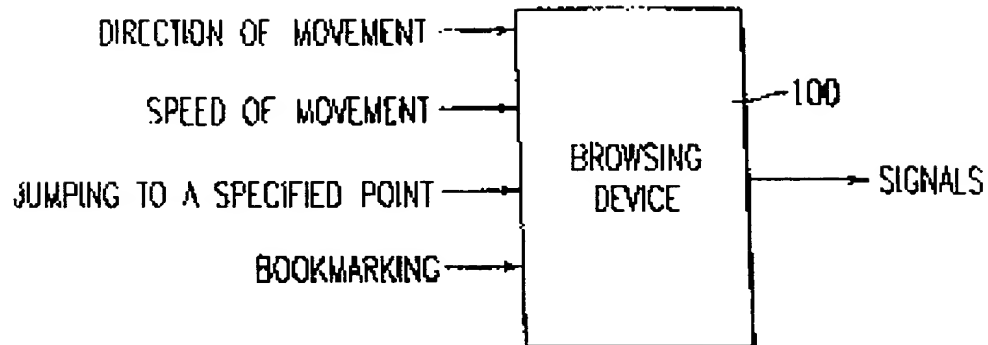 DIRECTION OF MOVEMENT
SPEED OF MOVEMENT
100
BROWSING
DEVICE
SIGNALS
JUMPING TO A SPECIFIED POINT
BOOKMARKING